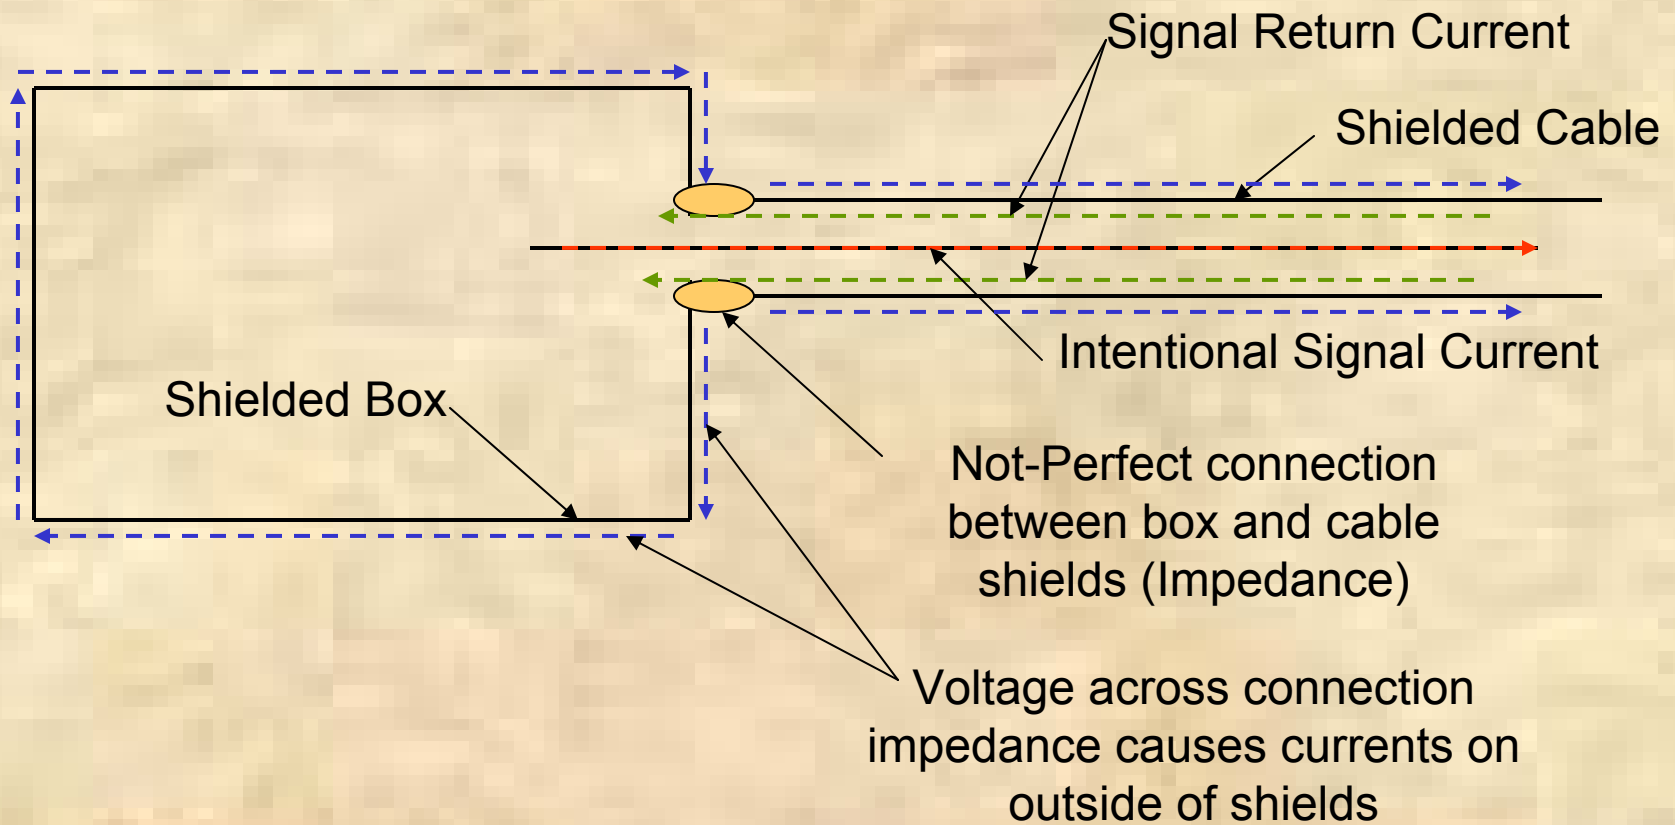 Signal Return Current
Shielded Cable
Intentional Signal Current
Shielded Box
Not-Perfect connection
between box and cable
shields (Impedance)
Voltage across connection
impedance causes currents on
outside of shields